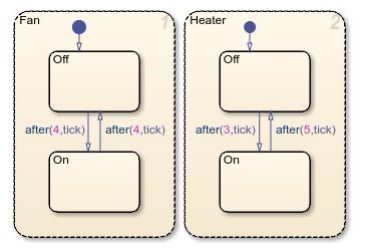 Fan 1
Off
after(4,tick) after(4,tick)
On
Heater 2
Off
after(3,tick) after(5,tick)
On